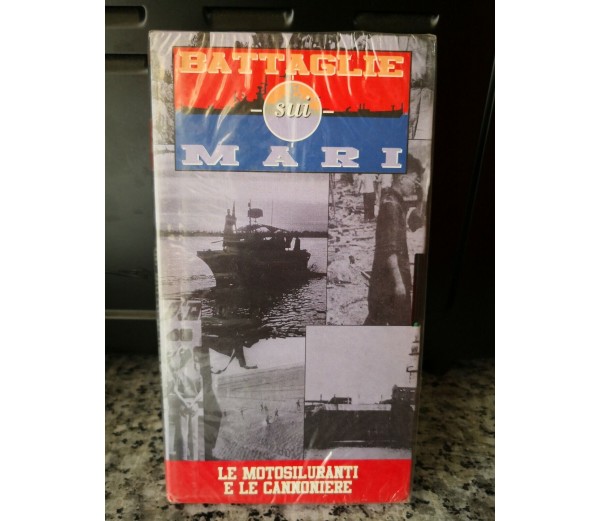 BATTAGLIE
sui
MARI
LE MOTOSILURANTI
E LE CANNONIERE